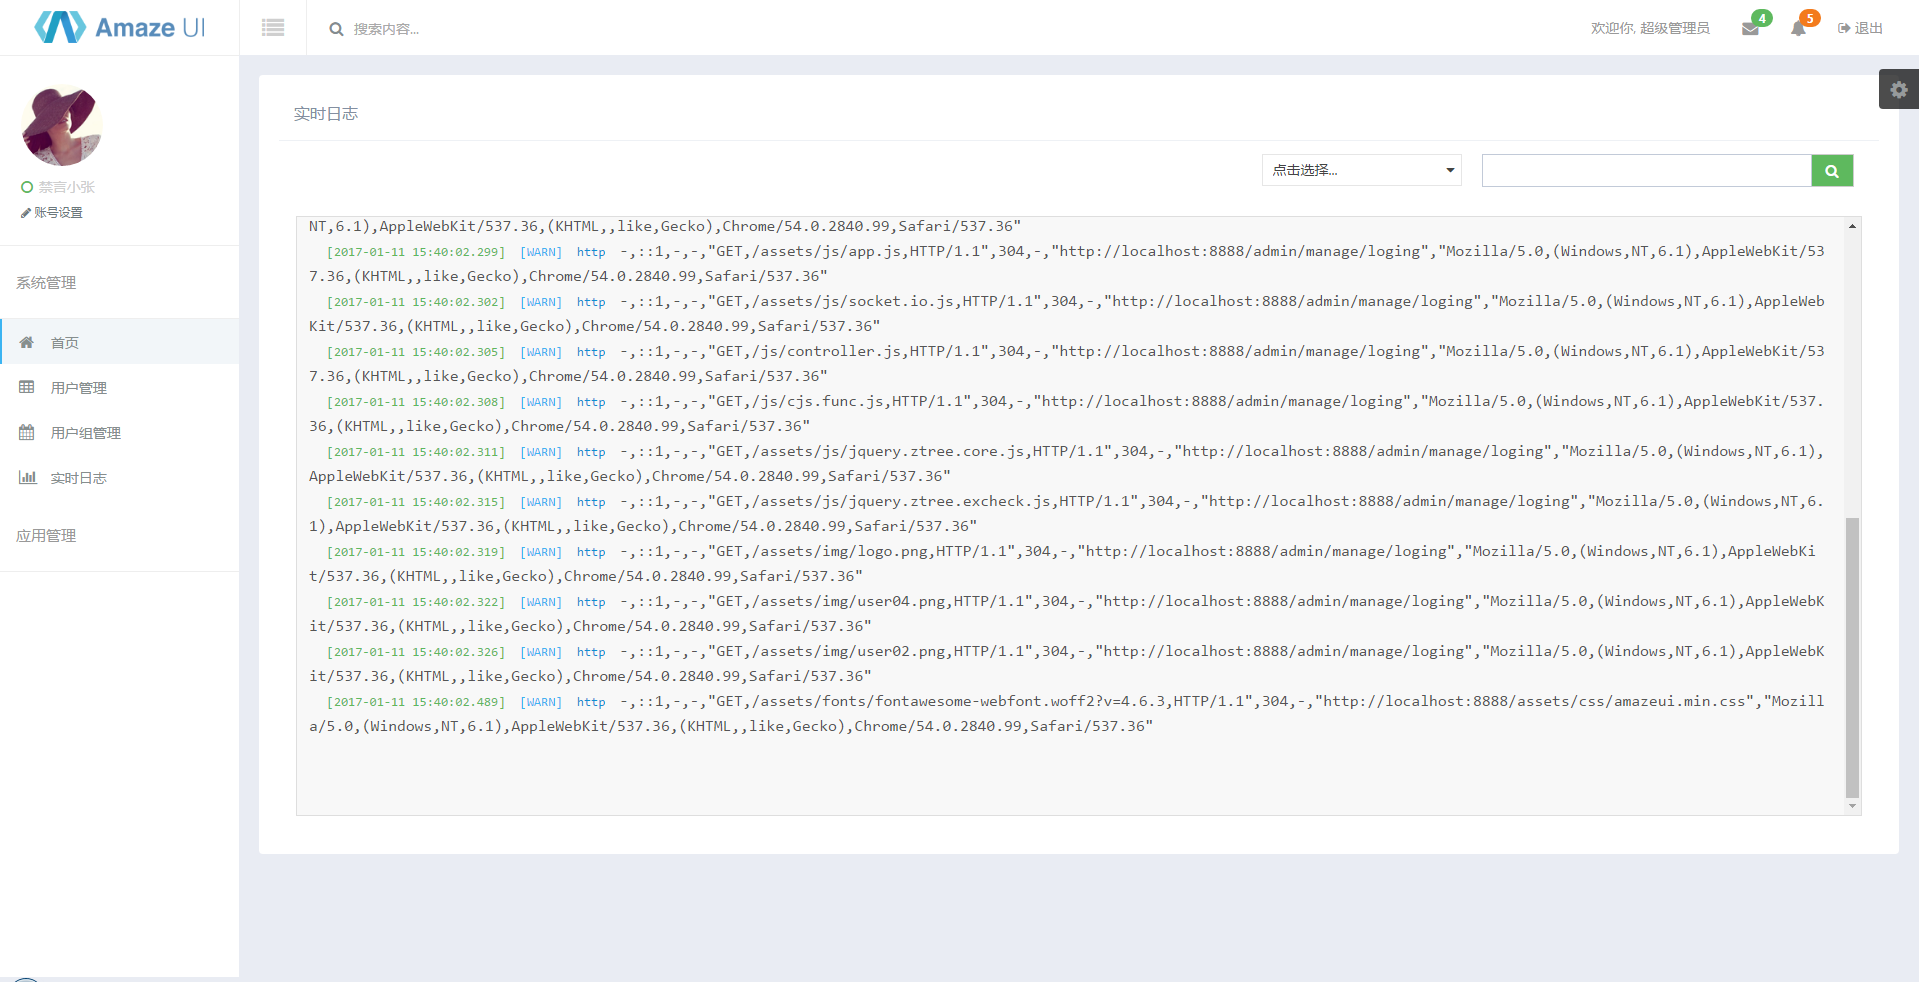 Amaze UI
搜索内容...
欢迎你, 超级管理员
4
5
退出
禁言小张
账号设置
系统管理
首页
用户管理
用户组管理
实时日志
应用管理
实时日志
点击选择...
NT,6.1),AppleWebKit/537.36,(KHTML,,like,Gecko),Chrome/54.0.2840.99,Safari/537.36"
[2017-01-11 15:40:02.299] [WARN] http -,::1,-,-,"GET,/assets/js/app.js,HTTP/1.1",304,-,"http://localhost:8888/admin/manage/loging","Mozilla/5.0,(Windows,NT,6.1),AppleWebKit/53
7.36,(KHTML,,like,Gecko),Chrome/54.0.2840.99,Safari/537.36"
[2017-01-11 15:40:02.302] [WARN] http -,::1,-,-,"GET,/assets/js/socket.io.js,HTTP/1.1",304,-,"http://localhost:8888/admin/manage/loging","Mozilla/5.0,(Windows,NT,6.1),AppleWeb
Kit/537.36,(KHTML,,like,Gecko),Chrome/54.0.2840.99,Safari/537.36"
[2017-01-11 15:40:02.305] [WARN] http -,::1,-,-,"GET,/js/controller.js,HTTP/1.1",304,-,"http://localhost:8888/admin/manage/loging","Mozilla/5.0,(Windows,NT,6.1),AppleWebKit/53
7.36,(KHTML,,like,Gecko),Chrome/54.0.2840.99,Safari/537.36"
[2017-01-11 15:40:02.308] [WARN] http -,::1,-,-,"GET,/js/cjs.func.js,HTTP/1.1",304,-,"http://localhost:8888/admin/manage/loging","Mozilla/5.0,(Windows,NT,6.1),AppleWebKit/537.
36,(KHTML,,like,Gecko),Chrome/54.0.2840.99,Safari/537.36"
[2017-01-11 15:40:02.311] [WARN] http -,::1,-,-,"GET,/assets/js/jquery.ztree.core.js,HTTP/1.1",304,-,"http://localhost:8888/admin/manage/loging","Mozilla/5.0,(Windows,NT,6.1),
AppleWebKit/537.36,(KHTML,,like,Gecko),Chrome/54.0.2840.99,Safari/537.36"
[2017-01-11 15:40:02.315] [WARN] http -,::1,-,-,"GET,/assets/js/jquery.ztree.excheck.js,HTTP/1.1",304,-,"http://localhost:8888/admin/manage/loging","Mozilla/5.0,(Windows,NT,6.
1),AppleWebKit/537.36,(KHTML,,like,Gecko),Chrome/54.0.2840.99,Safari/537.36"
[2017-01-11 15:40:02.319] [WARN] http -,::1,-,-,"GET,/assets/img/logo.png,HTTP/1.1",304,-,"http://localhost:8888/admin/manage/loging","Mozilla/5.0,(Windows,NT,6.1),AppleWebKi
t/537.36,(KHTML,,like,Gecko),Chrome/54.0.2840.99,Safari/537.36"
[2017-01-11 15:40:02.322] [WARN] http -,::1,-,-,"GET,/assets/img/user04.png,HTTP/1.1",304,-,"http://localhost:8888/admin/manage/loging","Mozilla/5.0,(Windows,NT,6.1),AppleWebK
it/537.36,(KHTML,,like,Gecko),Chrome/54.0.2840.99,Safari/537.36"
[2017-01-11 15:40:02.326] [WARN] http -,::1,-,-,"GET,/assets/img/user02.png,HTTP/1.1",304,-,"http://localhost:8888/admin/manage/loging","Mozilla/5.0,(Windows,NT,6.1),AppleWebK
it/537.36,(KHTML,,like,Gecko),Chrome/54.0.2840.99,Safari/537.36"
[2017-01-11 15:40:02.489] [WARN] http -,::1,-,-,"GET,/assets/fonts/fontawesome-webfont.woff2?v=4.6.3,HTTP/1.1",304,-,"http://localhost:8888/assets/css/amazeui.min.css","Mozill
a/5.0,(Windows,NT,6.1),AppleWebKit/537.36,(KHTML,,like,Gecko),Chrome/54.0.2840.99,Safari/537.36"